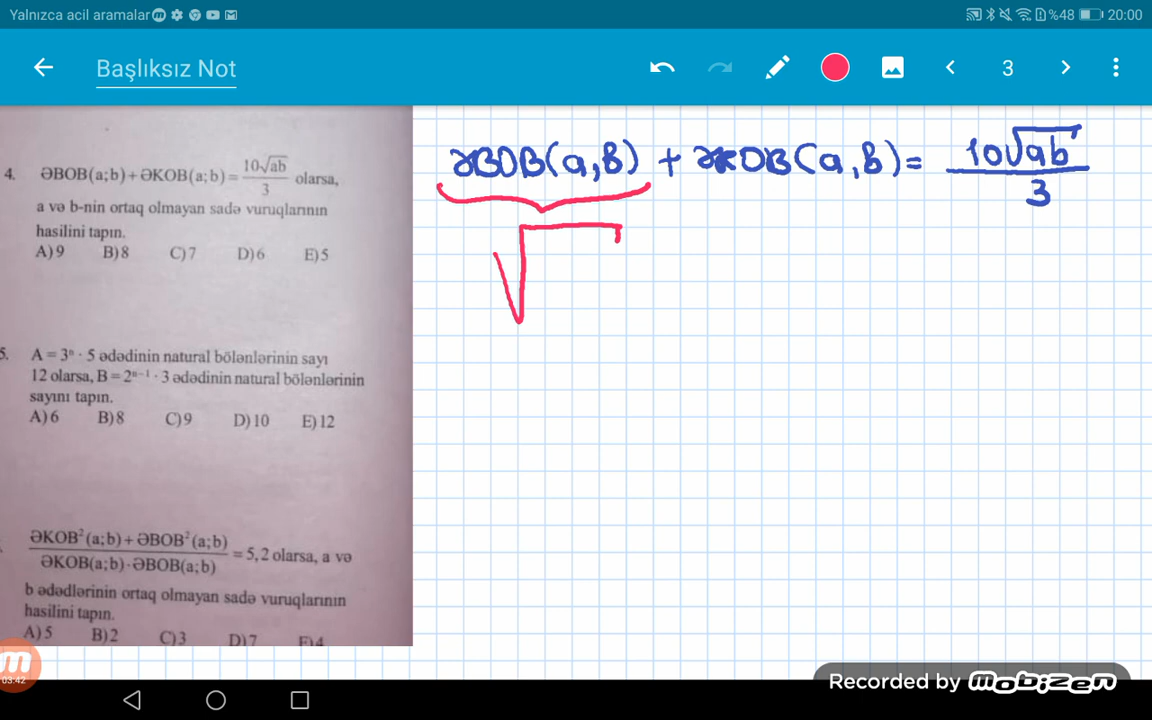 Yalnızca acil aramalar
%48 20:00
Başlıksız Not
3
4. ƏBOB(a;b)+ƏKOB(a;b)=10√ab/3 olarsa,
a və b-nin ortaq olmayan sadə vuruqlarının
hasilini tapın.
A)9 B)8 C)7 D)6 E)5
5. A=3ⁿ·5 ədədinin natural bölənlərinin sayı
12 olarsa, B=2ⁿ⁻¹·3 ədədinin natural bölənlərinin
sayını tapın.
A)6 B)8 C)9 D)10 E)12
ƏKOB²(a;b)+ƏBOB²(a;b)
ƏKOB(a;b)·ƏBOB(a;b) =5,2 olarsa, a və
b ədədlərinin ortaq olmayan sadə vuruqlarının
hasilini tapın.
A)5 B)2 C)3 D)7 E)4
ƏBOB(a,b) + ƏKOB(a,b) = 10√ab/3
√
03:42
Recorded by mobizen